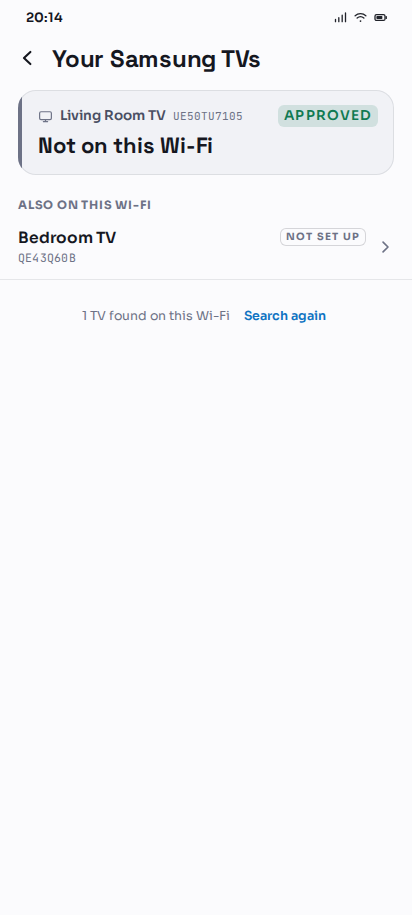 20:14
Your Samsung TVs
Living Room TV UE50TU7105 APPROVED
Not on this Wi-Fi
ALSO ON THIS WI-FI
Bedroom TV NOT SET UP
QE43Q60B
1 TV found on this Wi-Fi Search again